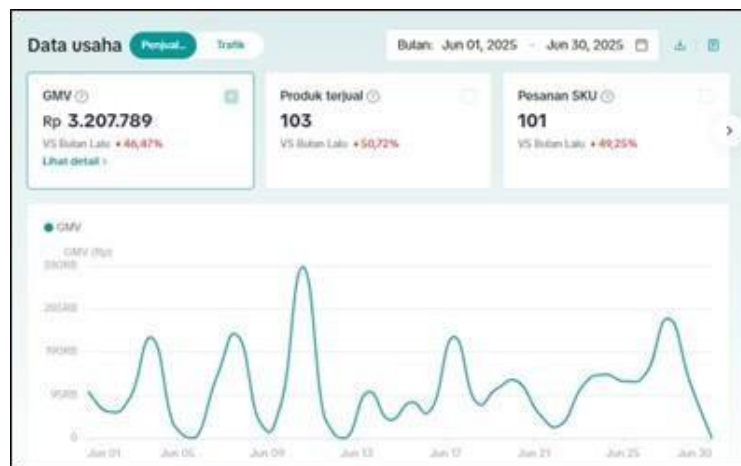 Data usaha Penjual... Trafik
Bulan: Jun 01, 2025 - Jun 30, 2025
GMV
Rp 3.207.789
VS Bulan Lalu 46,47%
Lihat detail >
Produk terjual
103
VS Bulan Lalu 50,72%
Pesanan SKU
101
VS Bulan Lalu 49,25%
GMV
GMV (Rp)
190RB
95RB
0
Jun 01 Jun 05 Jun 09 Jun 13 Jun 17 Jun 21 Jun 25 Jun 30